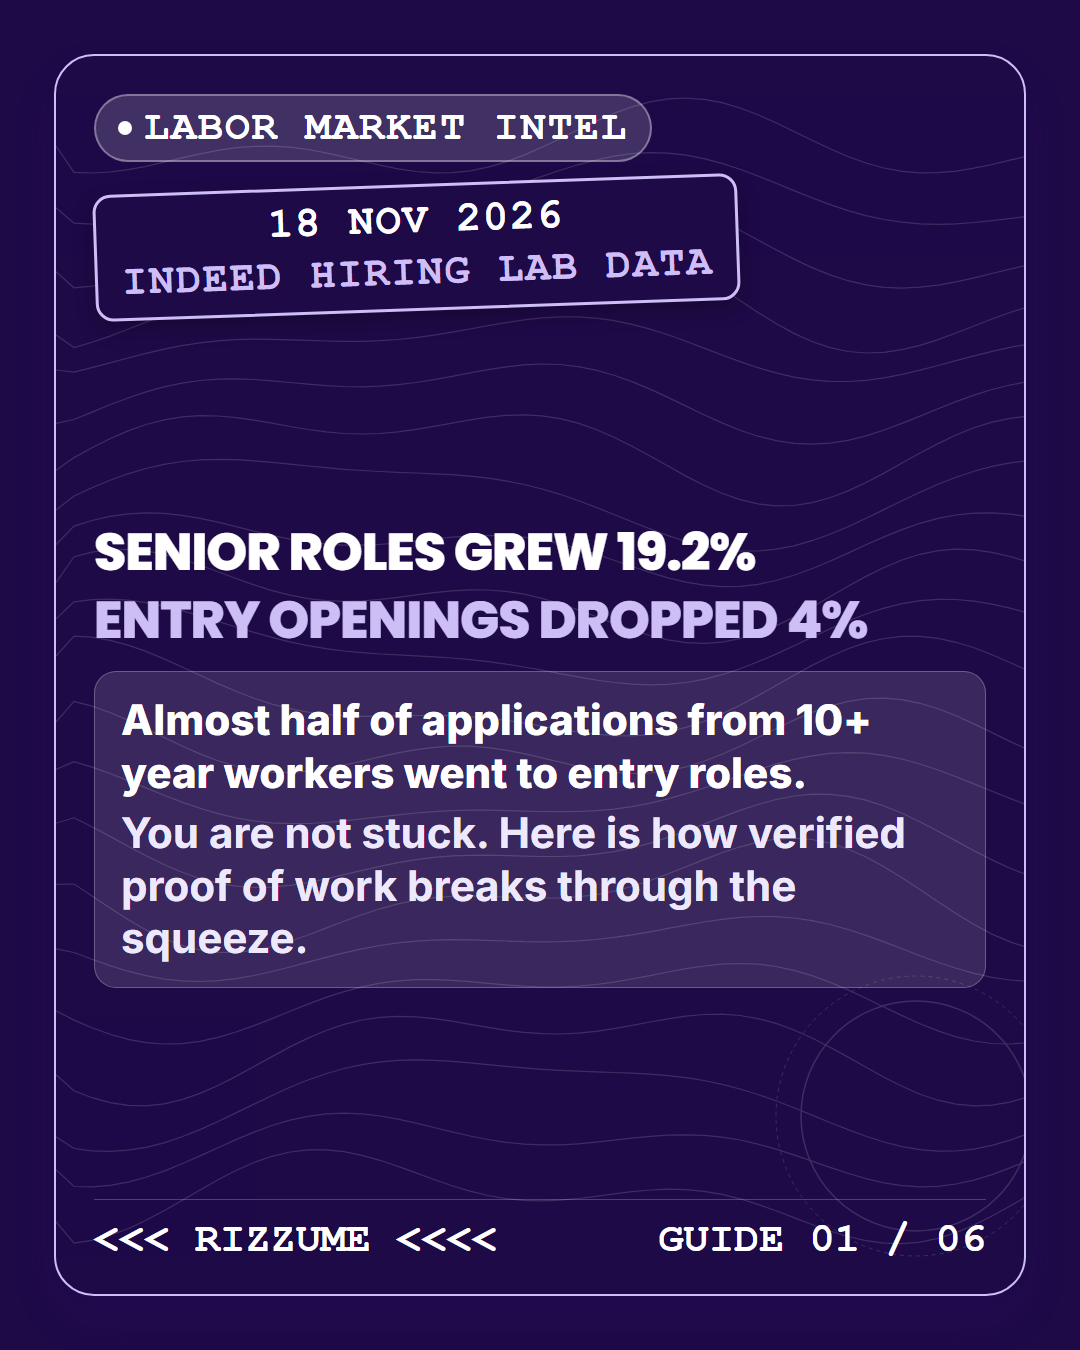 • LABOR MARKET INTEL
18 NOV 2026
INDEED HIRING LAB DATA
SENIOR ROLES GREW 19.2%
ENTRY OPENINGS DROPPED 4%
Almost half of applications from 10+
year workers went to entry roles.
You are not stuck. Here is how verified
proof of work breaks through the
squeeze.
<<< RIZZUME <<<<
GUIDE 01 / 06